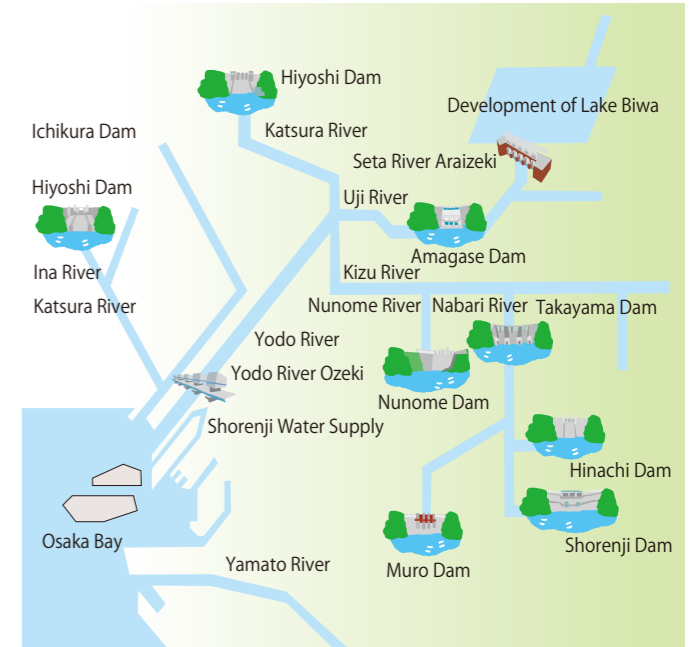 Hiyoshi Dam
Development of Lake Biwa
Katsura River
Ichikura Dam
Seta River Araizeki
Hiyoshi Dam
Uji River
Amagase Dam
Ina River
Kizu River
Katsura River
Nunome River
Nabari River
Takayama Dam
Yodo River
Yodo River Ozeki
Nunome Dam
Shorenji Water Supply
Hinachi Dam
Osaka Bay
Shorenji Dam
Yamato River
Muro Dam